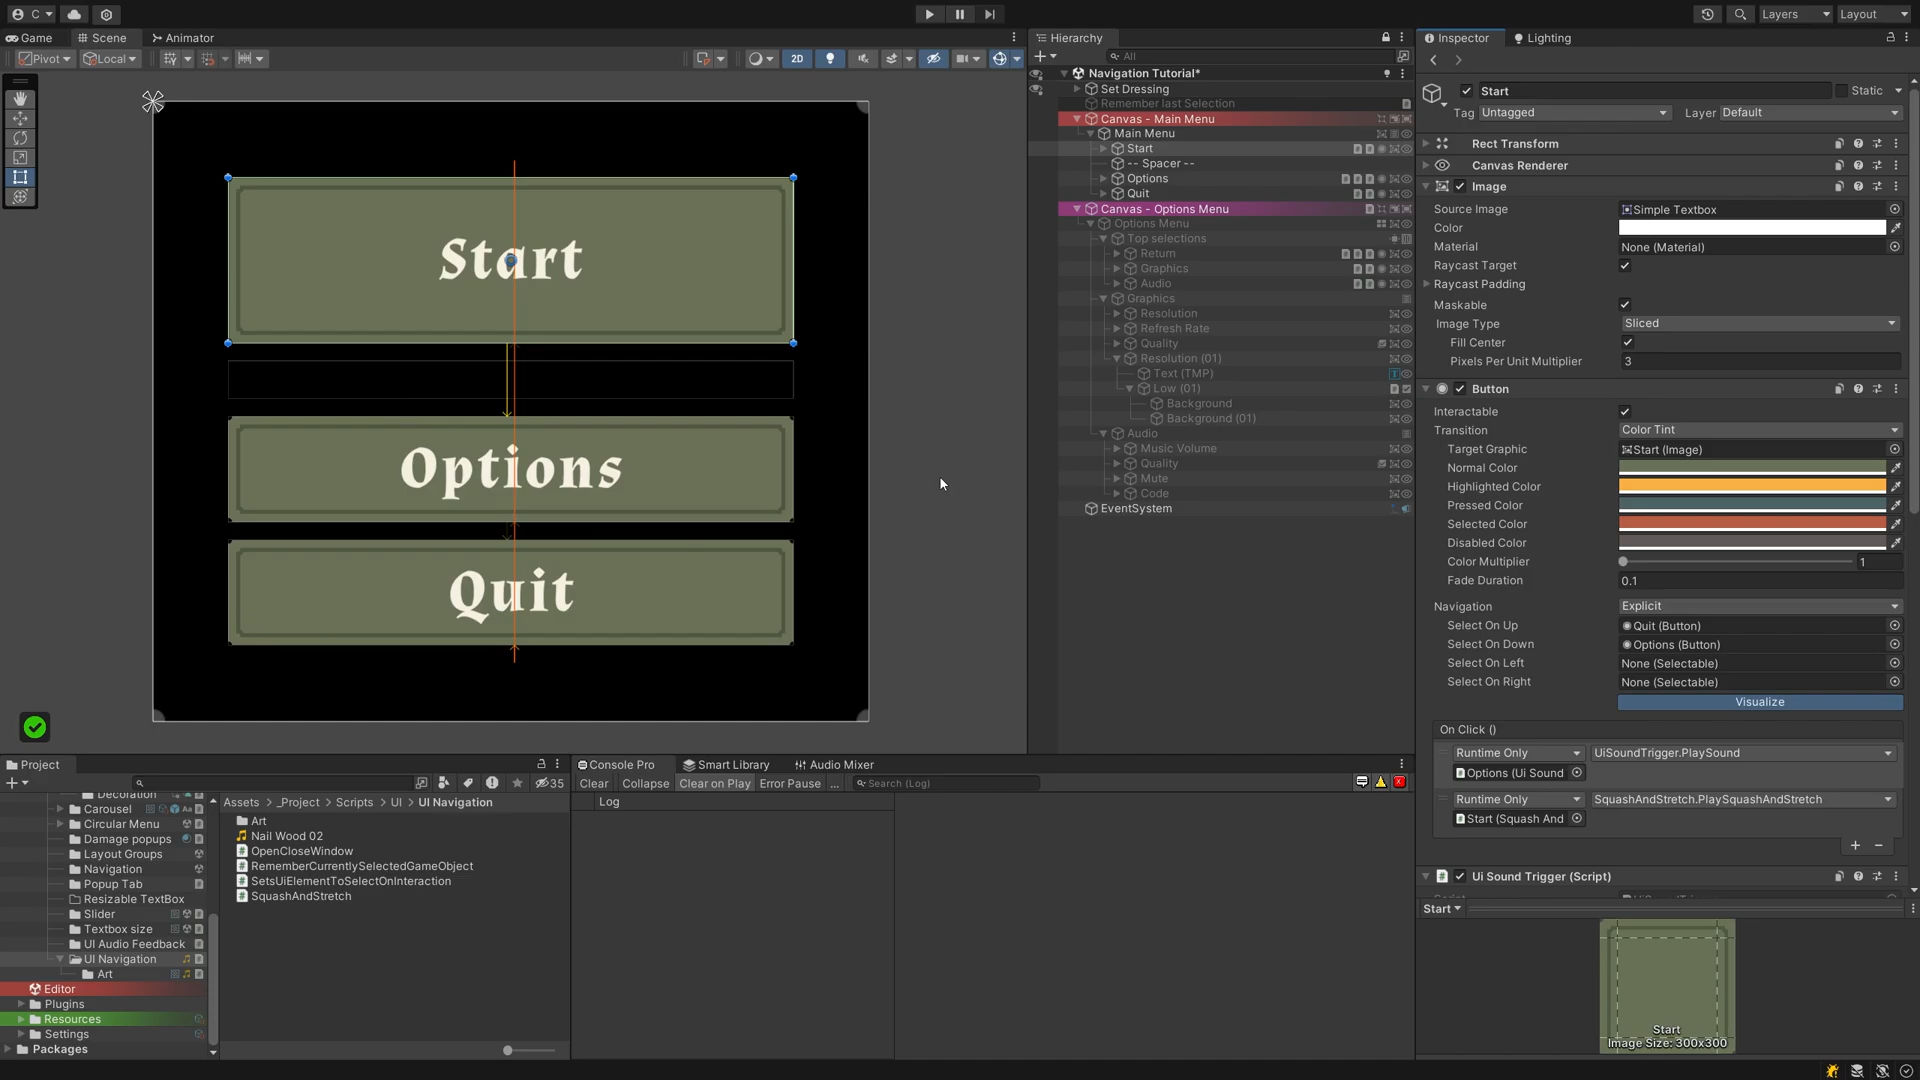 C
Layers
Layout
Game
Scene
Animator
Pivot
Local
2D
Start
Options
Quit
Hierarchy
All
Navigation Tutorial*
Set Dressing
Remember last Selection
Canvas - Main Menu
Main Menu
Start
-- Spacer --
Options
Quit
Canvas - Options Menu
Options Menu
Top selections
Return
Graphics
Audio
Graphics
Resolution
Refresh Rate
Quality
Resolution (01)
Text (TMP)
Low (01)
Background
Background (01)
Audio
Music Volume
Quality
Mute
Code
EventSystem
Inspector
Lighting
Start
Static
Tag Untagged
Layer Default
Rect Transform
Canvas Renderer
Image
Source Image Simple Textbox
Color
Material None (Material)
Raycast Target
Raycast Padding
Maskable
Image Type Sliced
Fill Center
Pixels Per Unit Multiplier 3
Button
Interactable
Transition Color Tint
Target Graphic Start (Image)
Normal Color
Highlighted Color
Pressed Color
Selected Color
Disabled Color
Color Multiplier 1
Fade Duration 0.1
Navigation Explicit
Select On Up Quit (Button)
Select On Down Options (Button)
Select On Left None (Selectable)
Select On Right None (Selectable)
Visualize
On Click ()
Runtime Only UiSoundTrigger.PlaySound
Options (Ui Sound
Runtime Only SquashAndStretch.PlaySquashAndStretch
Start (Squash And
Ui Sound Trigger (Script)
Start
Start
Image Size: 300x300
Project
35
Decoration
Carousel
Circular Menu
Damage popups
Layout Groups
Navigation
Popup Tab
Resizable TextBox
Slider
Textbox size
UI Audio Feedback
UI Navigation
Art
Editor
Plugins
Resources
Settings
Packages
Assets > _Project > Scripts > UI > UI Navigation
Art
Nail Wood 02
OpenCloseWindow
RememberCurrentlySelectedGameObject
SetsUiElementToSelectOnInteraction
SquashAndStretch
Console Pro
Smart Library
Audio Mixer
Clear
Collapse
Clear on Play
Error Pause
...
Search (Log)
Log